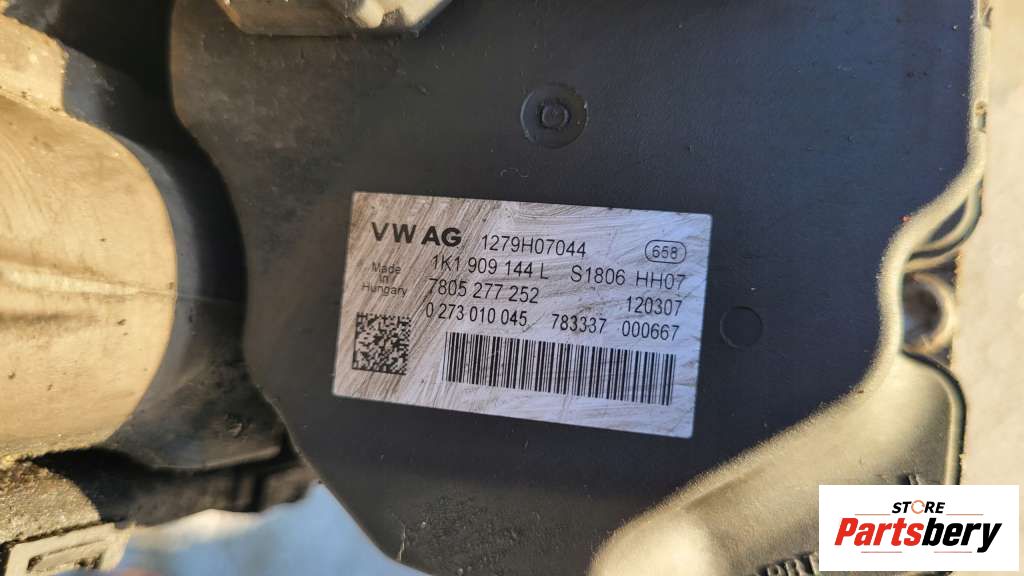 VW AG 1279H07044 658
1K1 909 144 L S1806 HH07
Made in Hungary
7805 277 252 120307
0 273 010 045 783337 000667
STORE
Partsbery